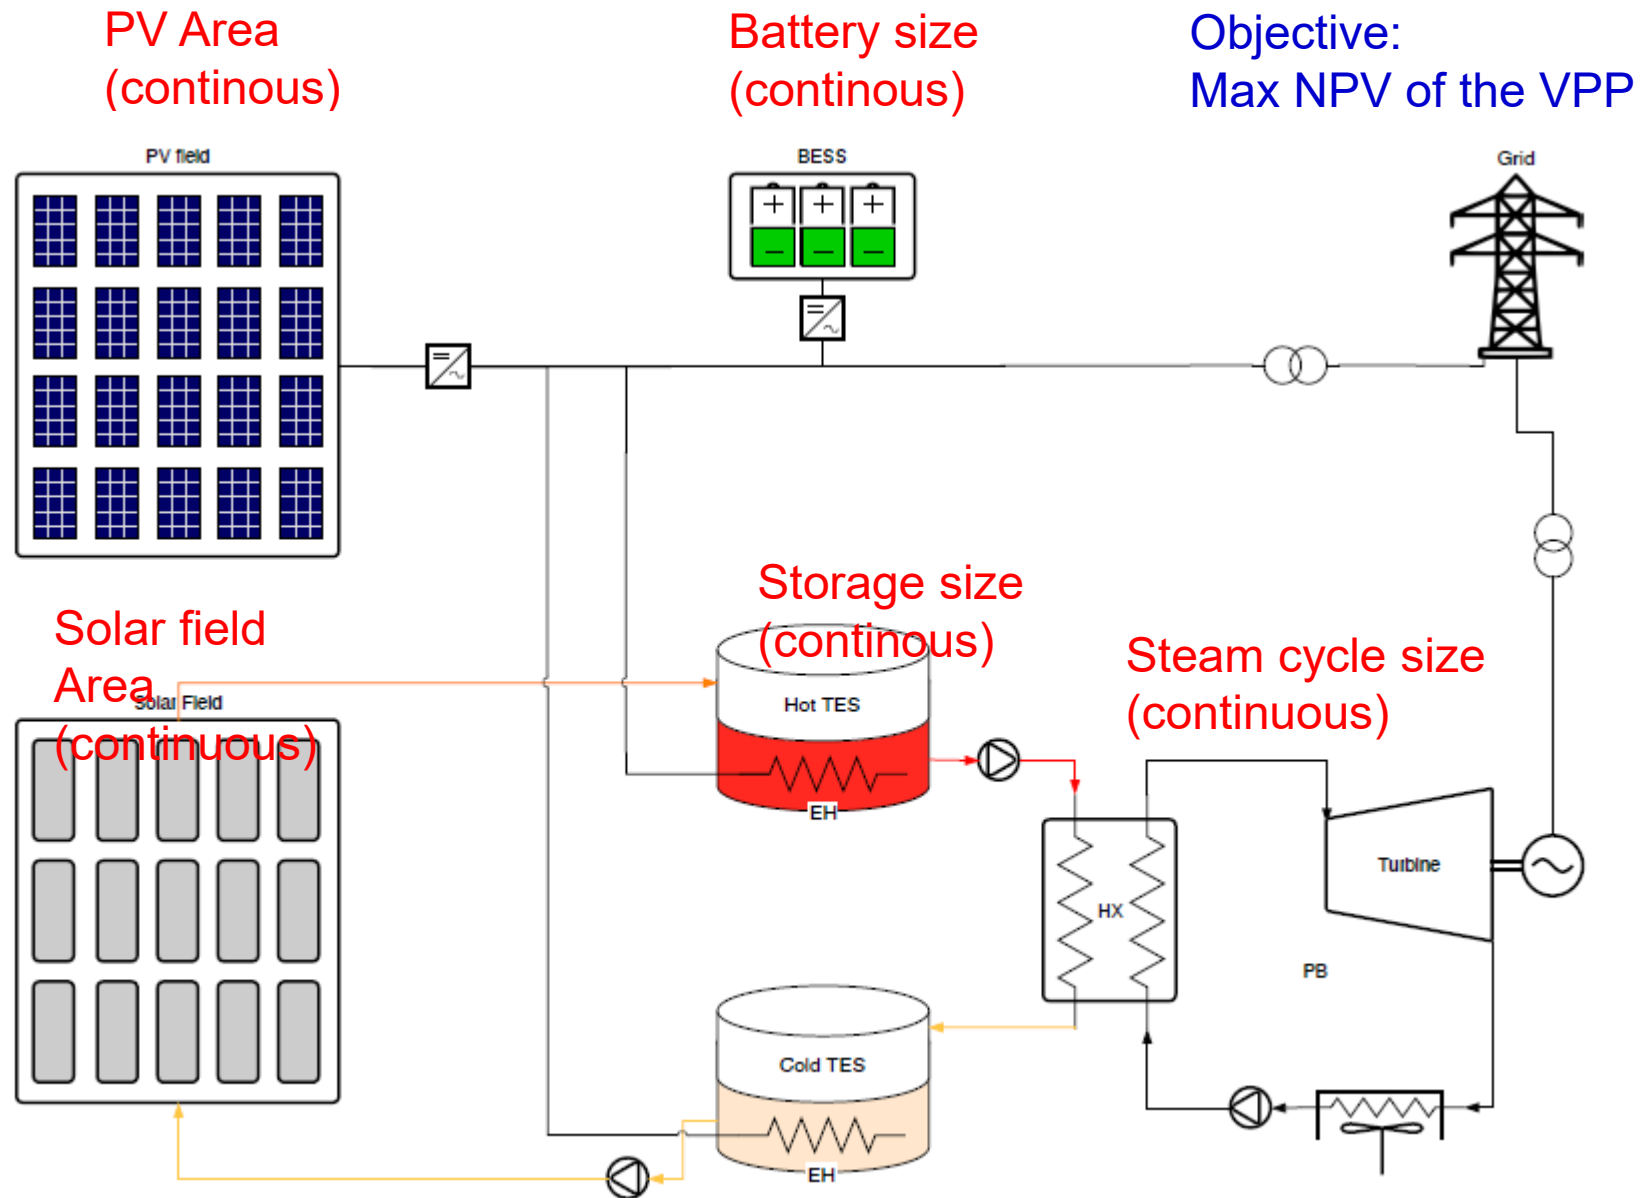 PV Area
(continous)
Battery size
(continous)
Objective:
Max NPV of the VPP
PV field
BESS
Grid
Storage size
(continous)
Solar field
Area
(continuous)
Solar Field
Steam cycle size
(continuous)
Hot TES
EH
HX
Turbine
PB
Cold TES
EH